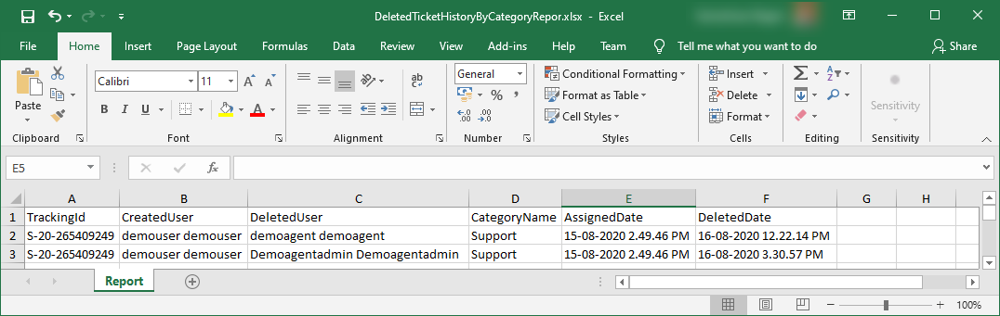 DeletedTicketHistoryByCategoryRepor.xlsx - Excel
File Home Insert Page Layout Formulas Data Review View Add-ins Help Team Tell me what you want to do Share
Calibri 11 General Conditional Formatting Insert
Paste B I U A % , Format as Table Delete Sensitivity
Cell Styles Format
Clipboard Font Alignment Number Styles Cells Editing Sensitivity
E5 fx
A B C D E F G H
1 TrackingId CreatedUser DeletedUser CategoryName AssignedDate DeletedDate
2 S-20-265409249 demouser demouser demoagent demoagent Support 15-08-2020 2.49.46 PM 16-08-2020 12.22.14 PM
3 S-20-265409249 demouser demouser Demoagentadmin Demoagentadmin Support 15-08-2020 2.49.46 PM 16-08-2020 3.30.57 PM
Report
100%